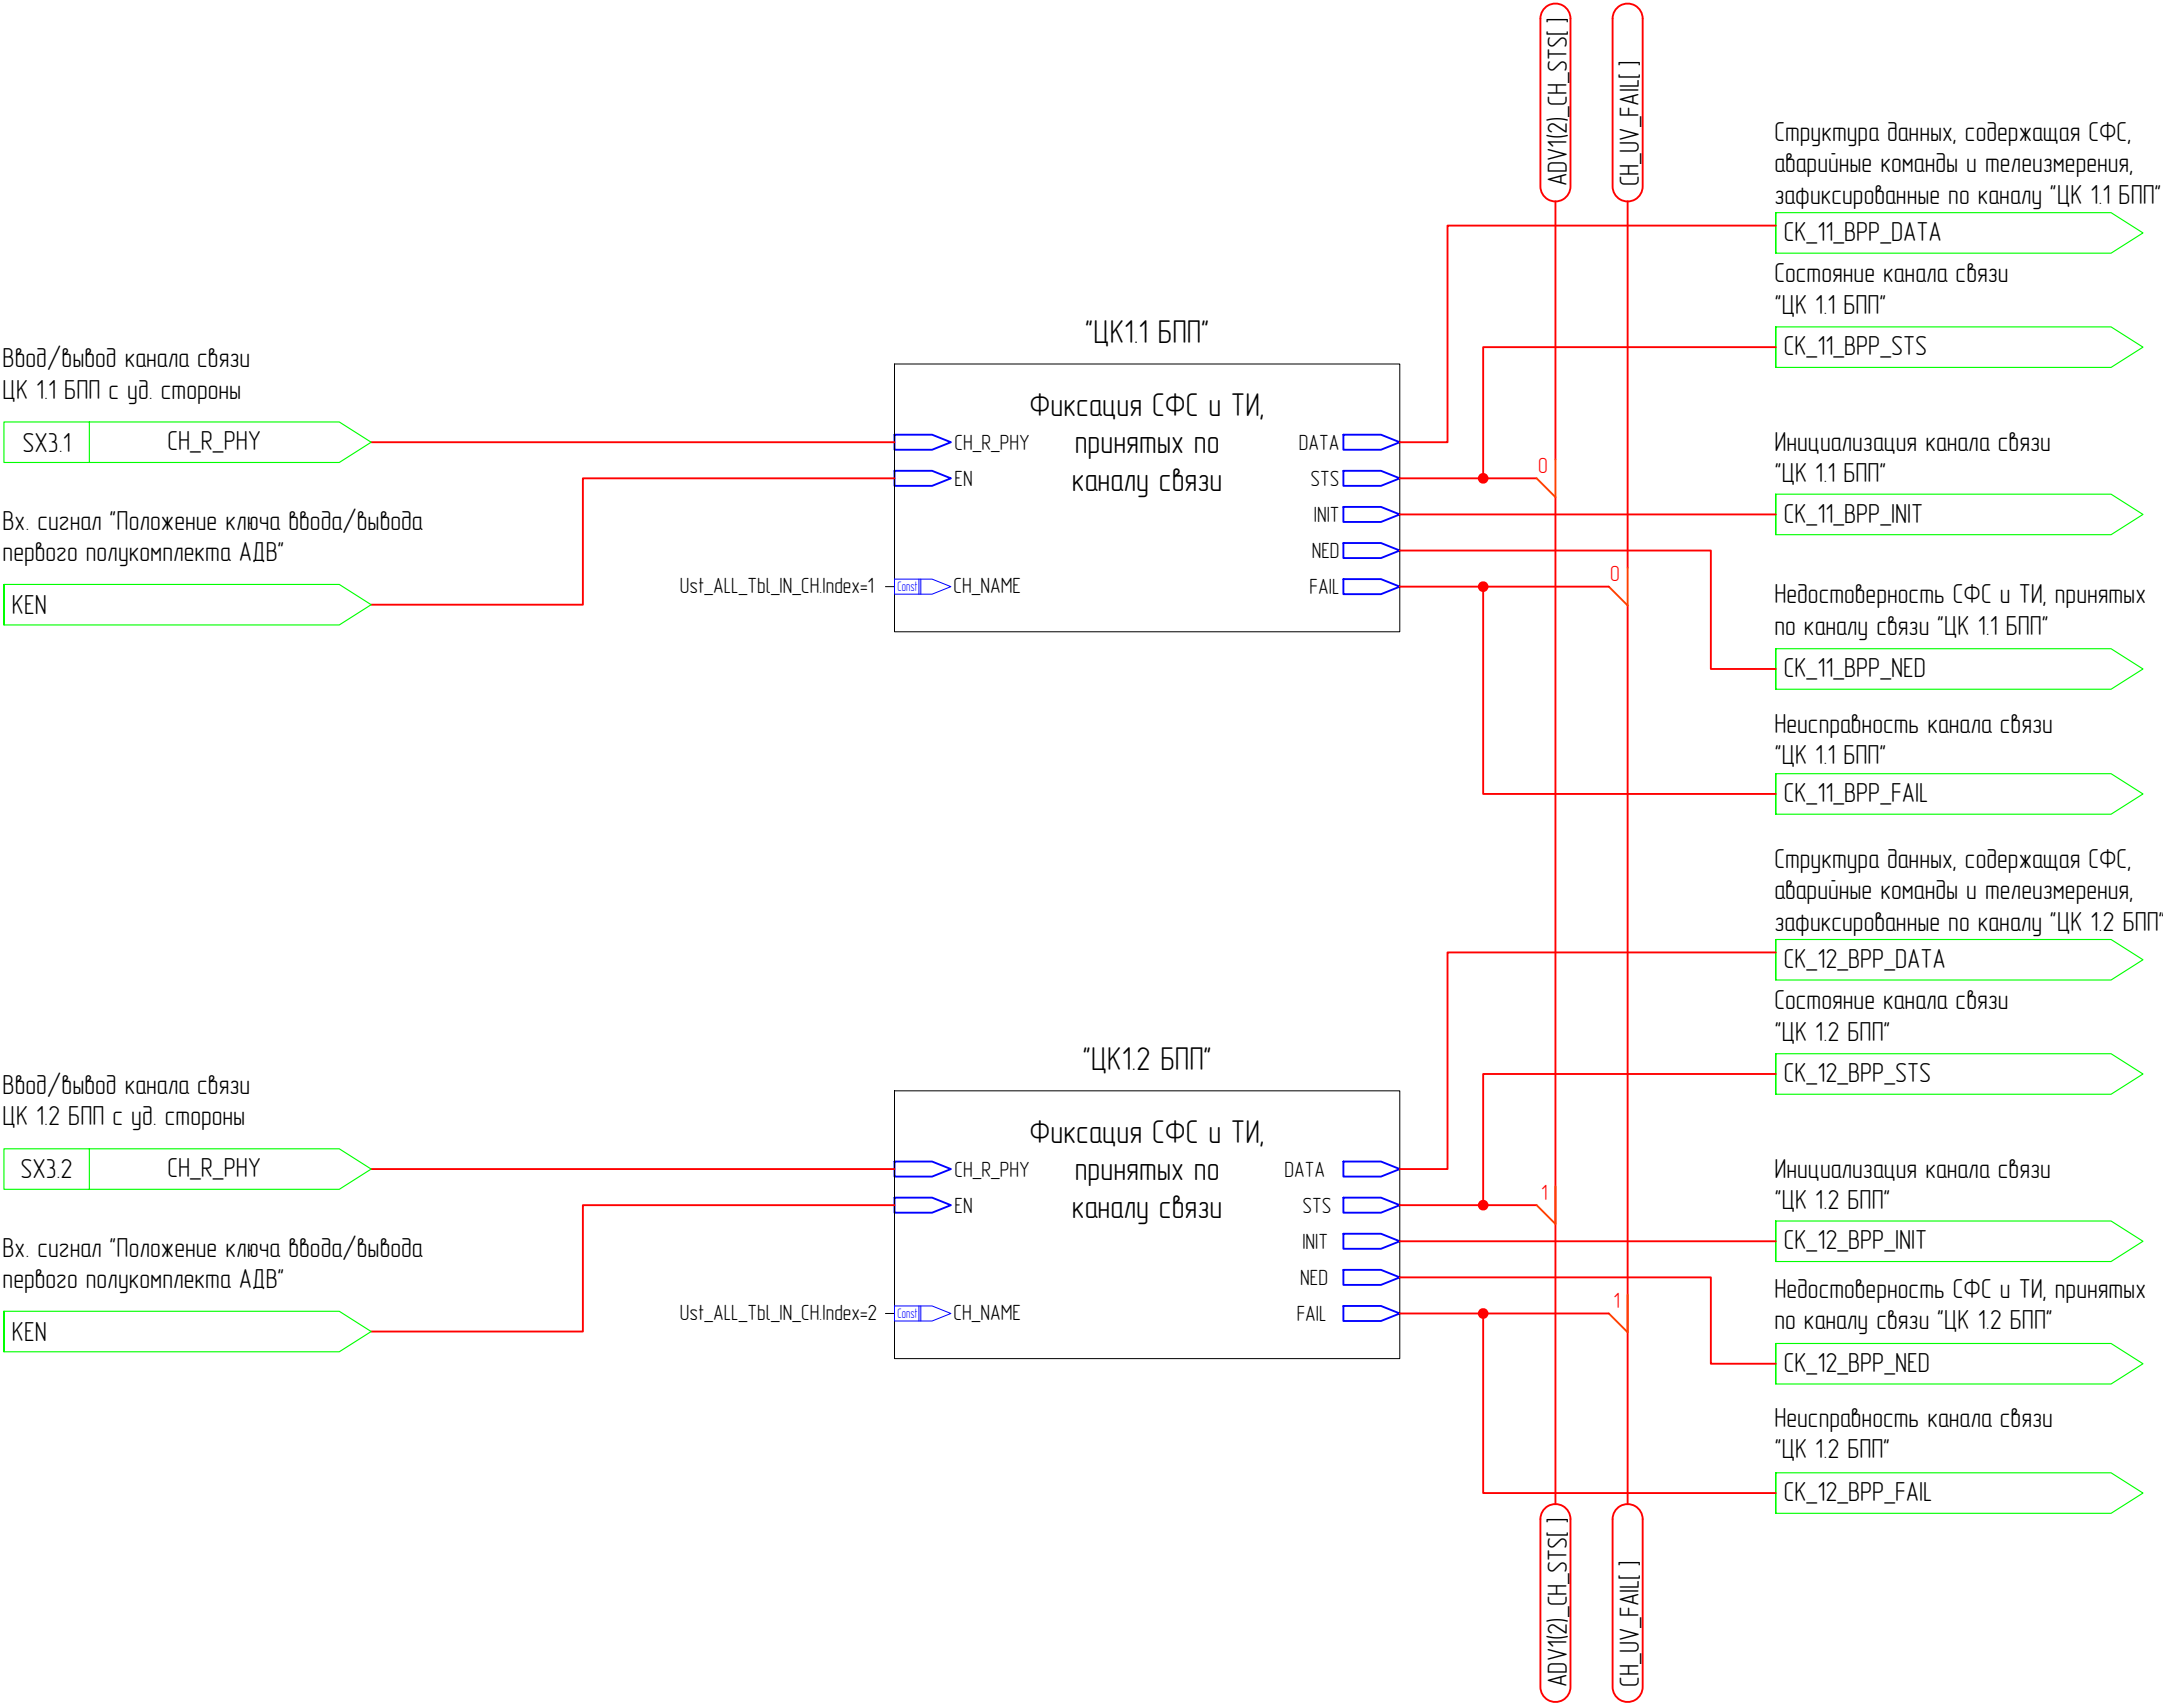 ADV1(2)_CH_STS[ ]
CH_UV_FAIL[ ]
Структура данных, содержащая СФС,
аварийные команды и телеизмерения,
зафиксированные по каналу "ЦК 1.1 БПП"
CK_11_BPP_DATA
Состояние канала связи
"ЦК 1.1 БПП"
CK_11_BPP_STS
"ЦК1.1 БПП"
Ввод/вывод канала связи
ЦК 1.1 БПП с уд. стороны
SX3.1 CH_R_PHY
Вх. сигнал "Положение ключа ввода/вывода
первого полукомплекта АДВ"
KEN
Фиксация СФС и ТИ,
принятых по
каналу связи
CH_R_PHY
EN
Ust_ALL_Tbl_IN_CH.Index=1
Const
CH_NAME
DATA
STS
INIT
NED
FAIL
0
0
Инициализация канала связи
"ЦК 1.1 БПП"
CK_11_BPP_INIT
Недостоверность СФС и ТИ, принятых
по каналу связи "ЦК 1.1 БПП"
CK_11_BPP_NED
Неисправность канала связи
"ЦК 1.1 БПП"
CK_11_BPP_FAIL
Структура данных, содержащая СФС,
аварийные команды и телеизмерения,
зафиксированные по каналу "ЦК 1.2 БПП"
CK_12_BPP_DATA
Состояние канала связи
"ЦК 1.2 БПП"
CK_12_BPP_STS
"ЦК1.2 БПП"
Ввод/вывод канала связи
ЦК 1.2 БПП с уд. стороны
SX3.2 CH_R_PHY
Вх. сигнал "Положение ключа ввода/вывода
первого полукомплекта АДВ"
KEN
Фиксация СФС и ТИ,
принятых по
каналу связи
CH_R_PHY
EN
Ust_ALL_Tbl_IN_CH.Index=2
Const
CH_NAME
DATA
STS
INIT
NED
FAIL
1
1
Инициализация канала связи
"ЦК 1.2 БПП"
CK_12_BPP_INIT
Недостоверность СФС и ТИ, принятых
по каналу связи "ЦК 1.2 БПП"
CK_12_BPP_NED
Неисправность канала связи
"ЦК 1.2 БПП"
CK_12_BPP_FAIL
ADV1(2)_CH_STS[ ]
CH_UV_FAIL[ ]